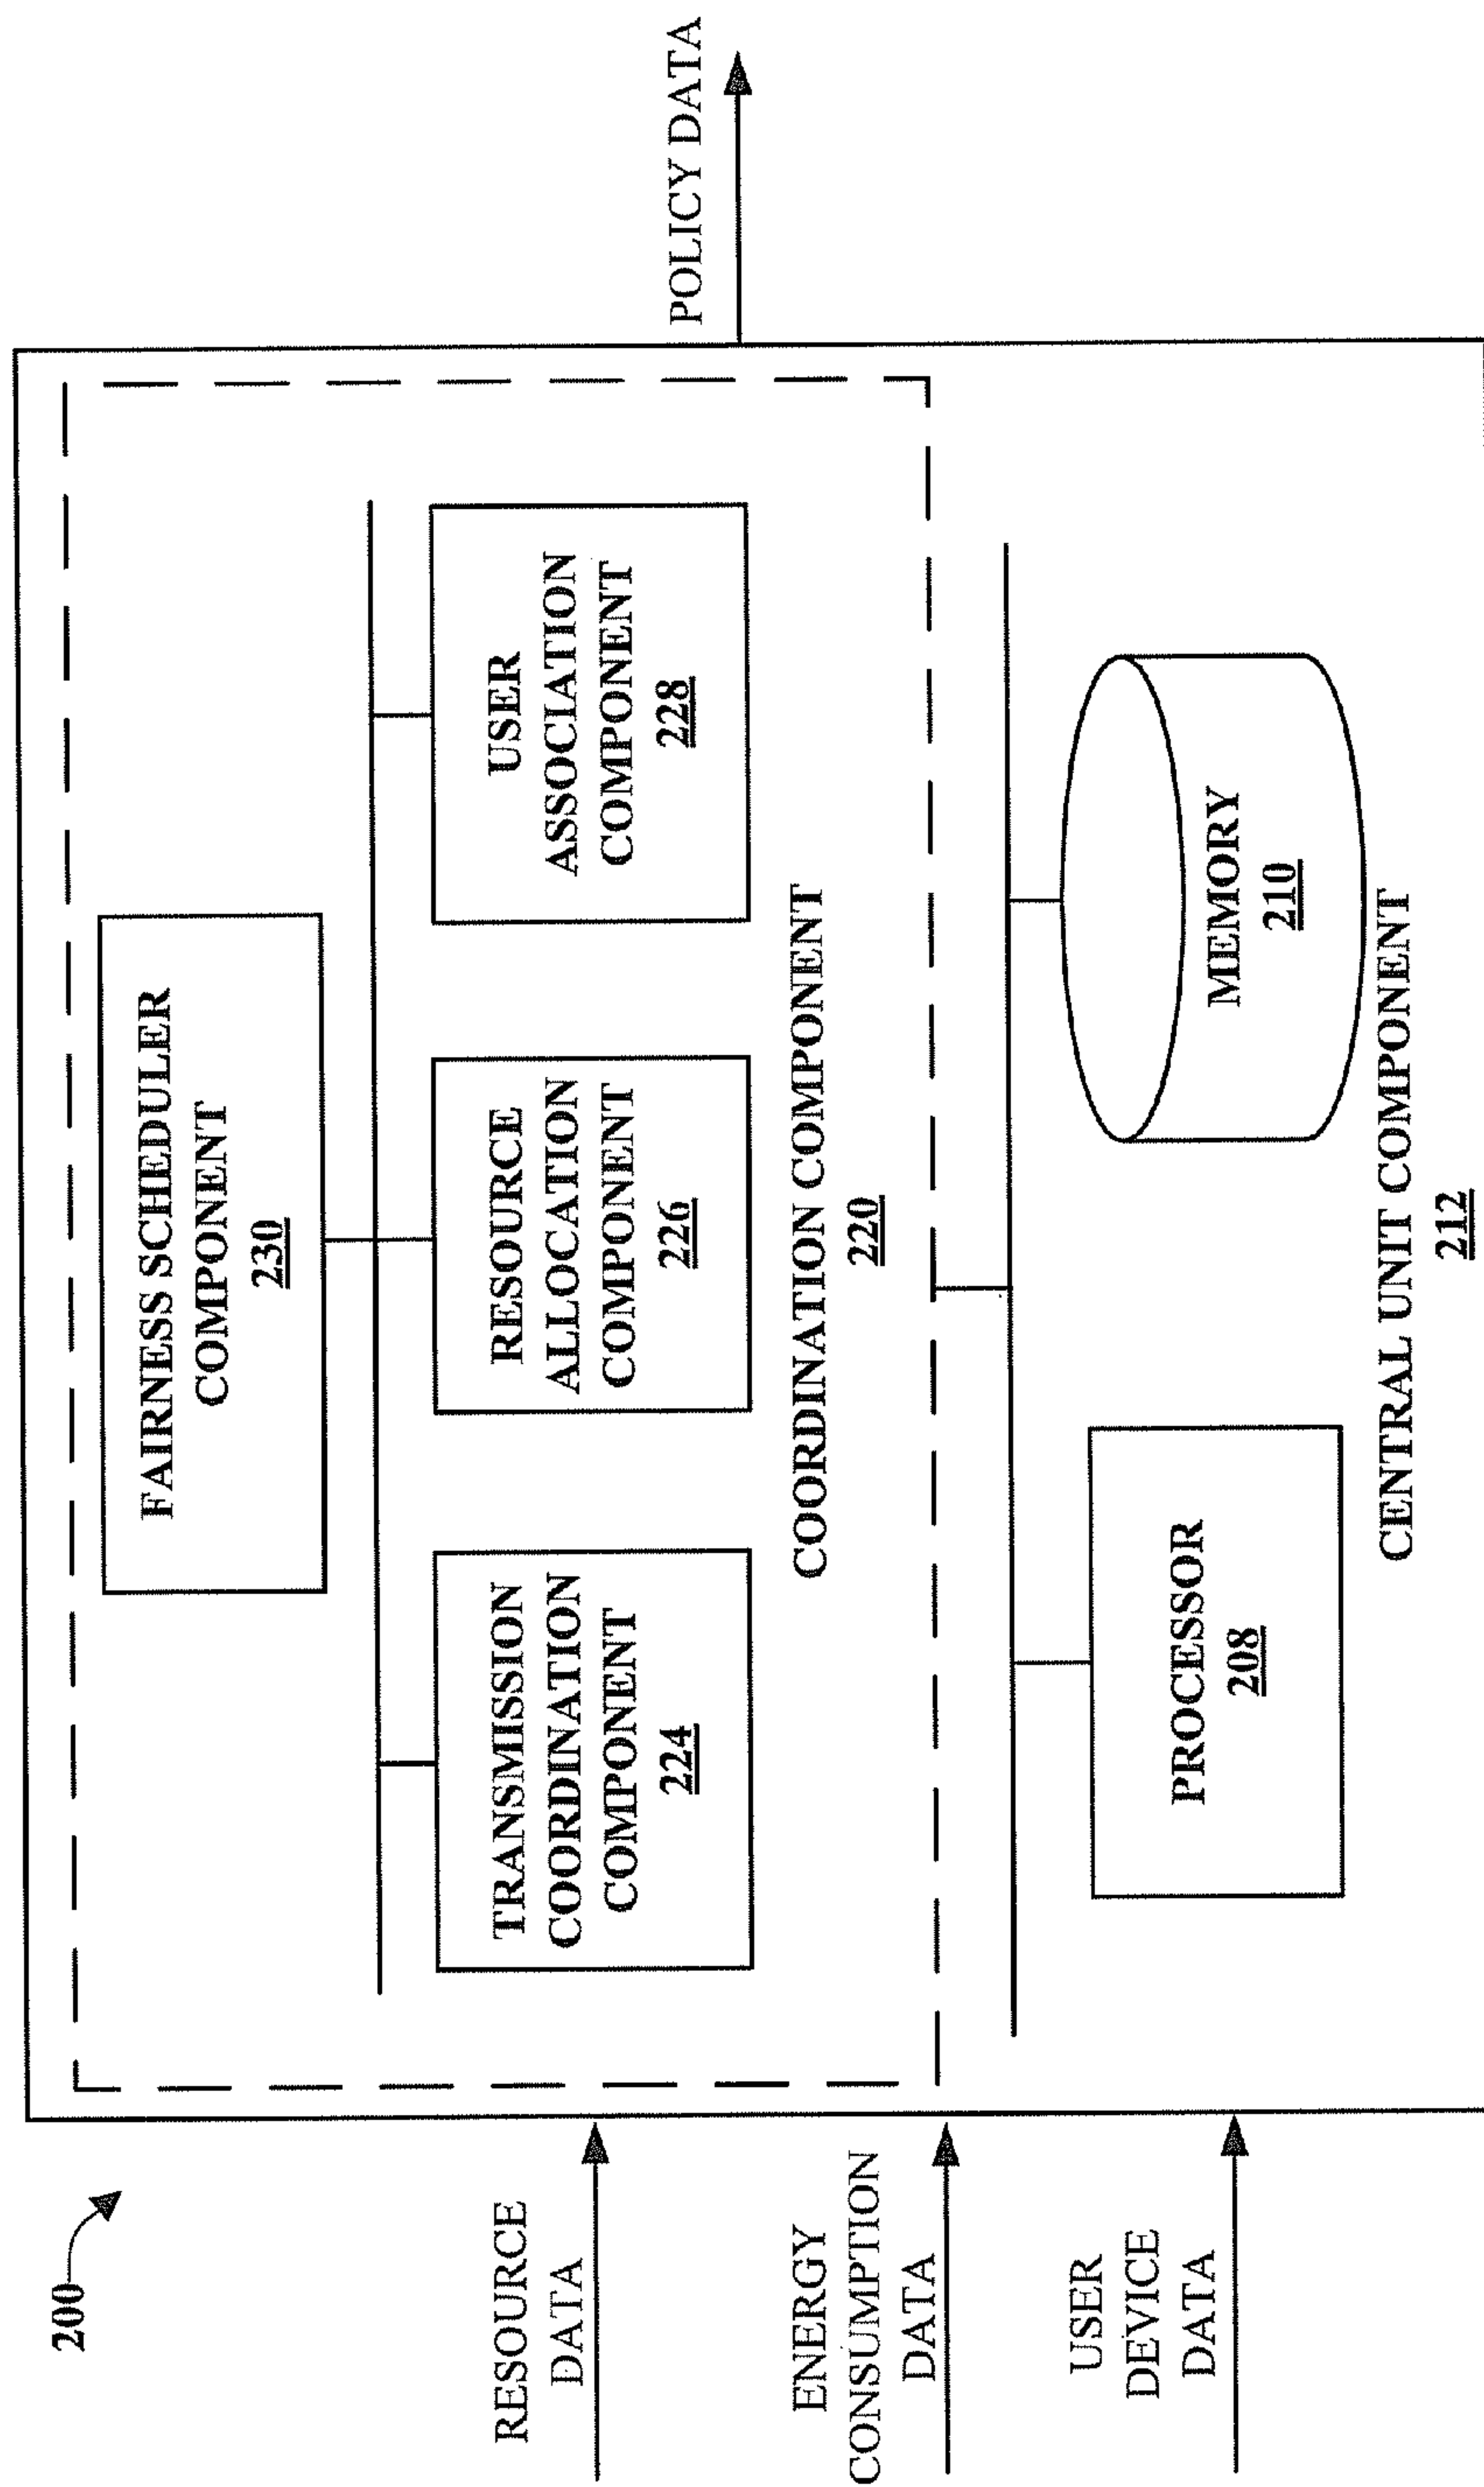 200
FAIRNESS SCHEDULER
COMPONENT
230
TRANSMISSION
COORDINATION
COMPONENT
224
RESOURCE
ALLOCATION
COMPONENT
226
USER
ASSOCIATION
COMPONENT
228
COORDINATION COMPONENT
220
RESOURCE
DATA
ENERGY
CONSUMPTION
DATA
USER
DEVICE
DATA
POLICY DATA
PROCESSOR
208
MEMORY
210
CENTRAL UNIT COMPONENT
212